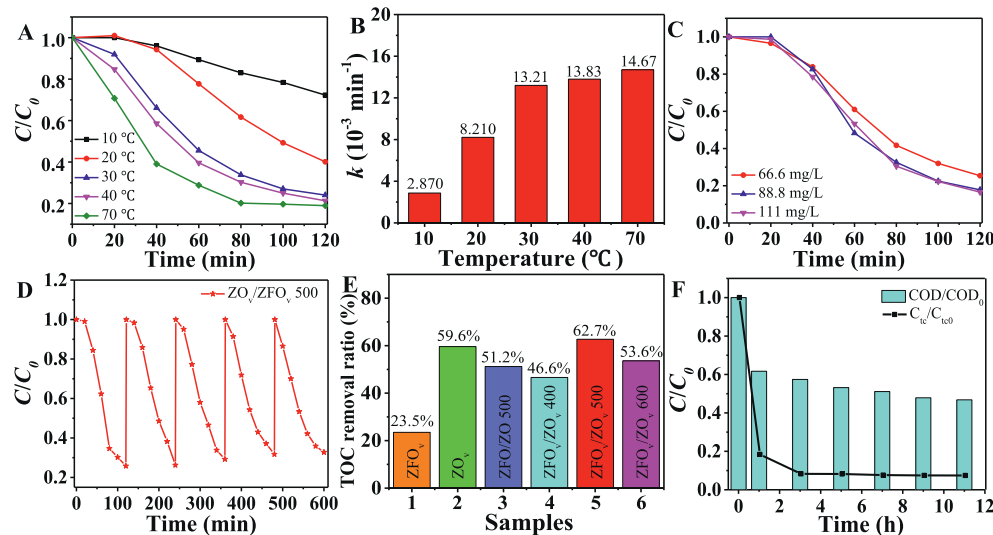 A
C/C0
1.0
0.8
0.6
0.4
0.2
10 ℃
20 ℃
30 ℃
40 ℃
70 ℃
0 20 40 60 80 100 120
Time (min)
B
k (10-3 min-1)
16
12
8
4
0
2.870
8.210
13.21
13.83
14.67
10 20 30 40 70
Temperature (℃)
C
C/C0
1.0
0.8
0.6
0.4
0.2
0.0
66.6 mg/L
88.8 mg/L
111 mg/L
0 20 40 60 80 100 120
Time (min)
D
C/C0
1.2
1.0
0.8
0.6
0.4
0.2
ZOv/ZFOv 500
0 100 200 300 400 500 600
Time (min)
E
TOC removal ratio (%)
80
60
40
20
0
23.5%
59.6%
51.2%
46.6%
62.7%
53.6%
ZFOv
ZOv
ZFO/ZO 500
ZFOv/ZOv 400
ZFOv/ZOv 500
ZFOv/ZOv 600
1 2 3 4 5 6
Samples
F
C/C0
1.0
0.8
0.6
0.4
0.2
0.0
COD/COD0
Ctc/Ctc0
0 2 4 6 8 10 12
Time (h)